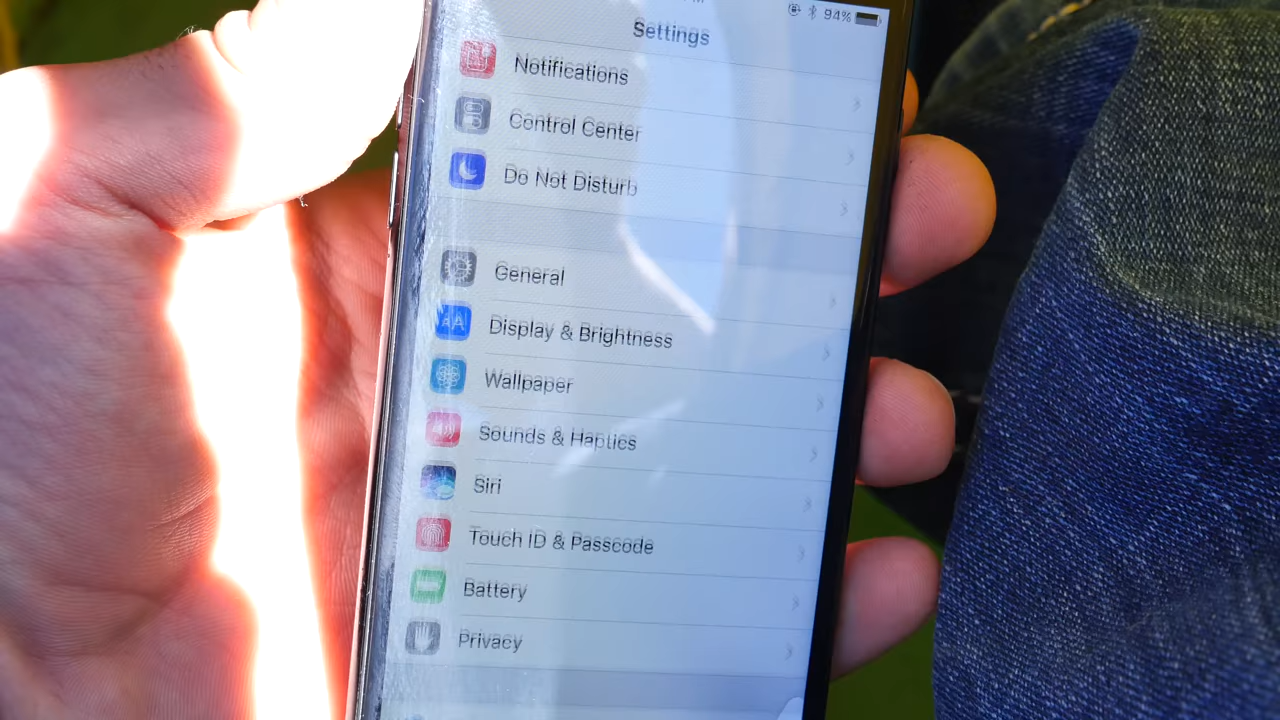 94%
Settings
Notifications
Control Center
Do Not Disturb
General
AA Display & Brightness
Wallpaper
Sounds & Haptics
Siri
Touch ID & Passcode
Battery
Privacy